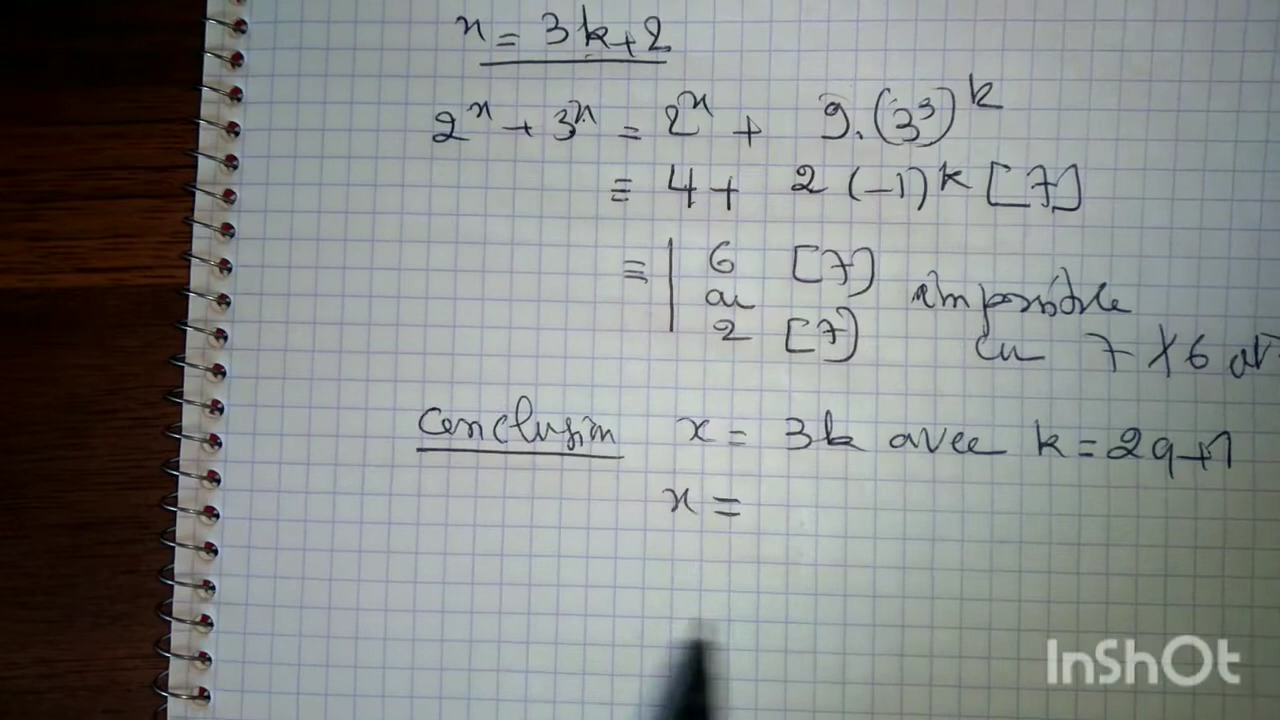 x = 3k+2
2^x + 3^x = 2^x + 9.(3^3)^k
≡ 4 + 2 (-1)^k [7]
≡ | 6 [7]
ou impossible
2 [7] car 7 ∤ 6 et
Conclusion x = 3k avec k = 2q+1
x =
InShOt